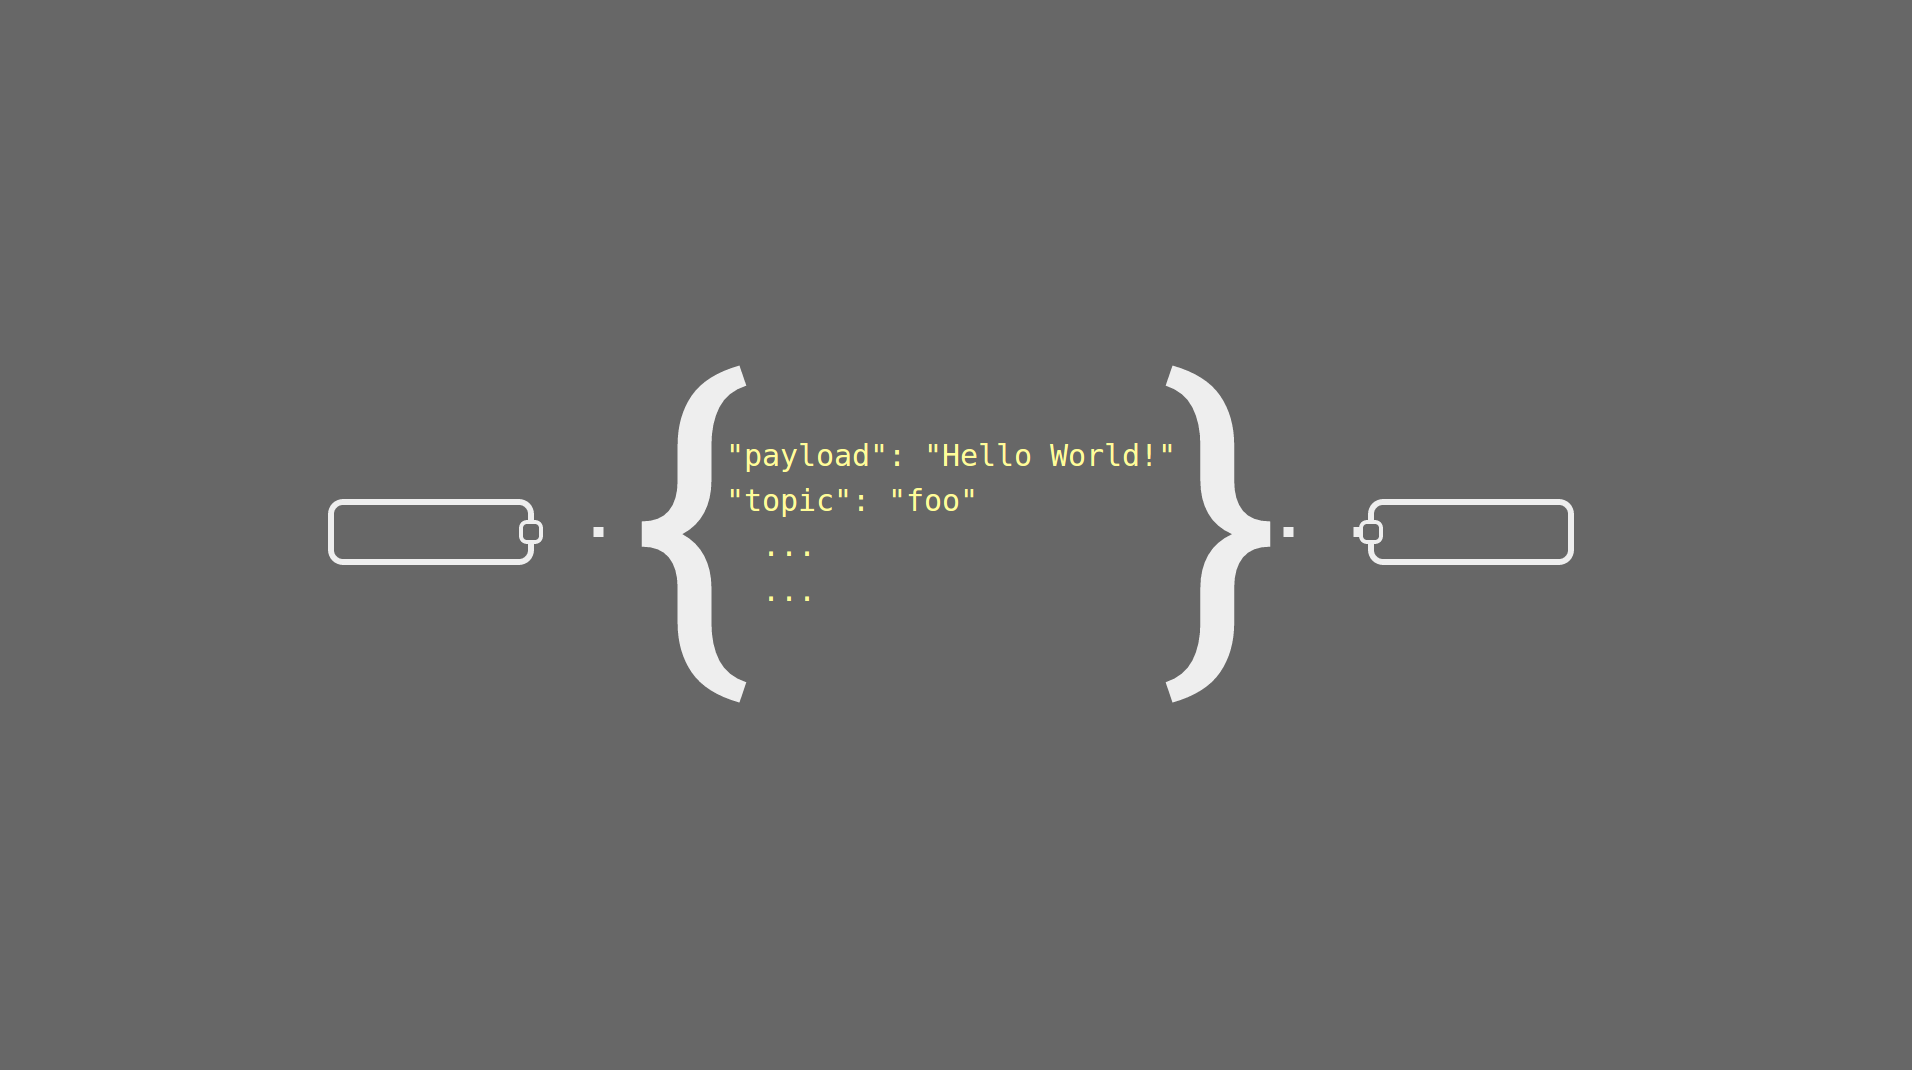 {
"payload": "Hello World!"
"topic": "foo"
...
...
}